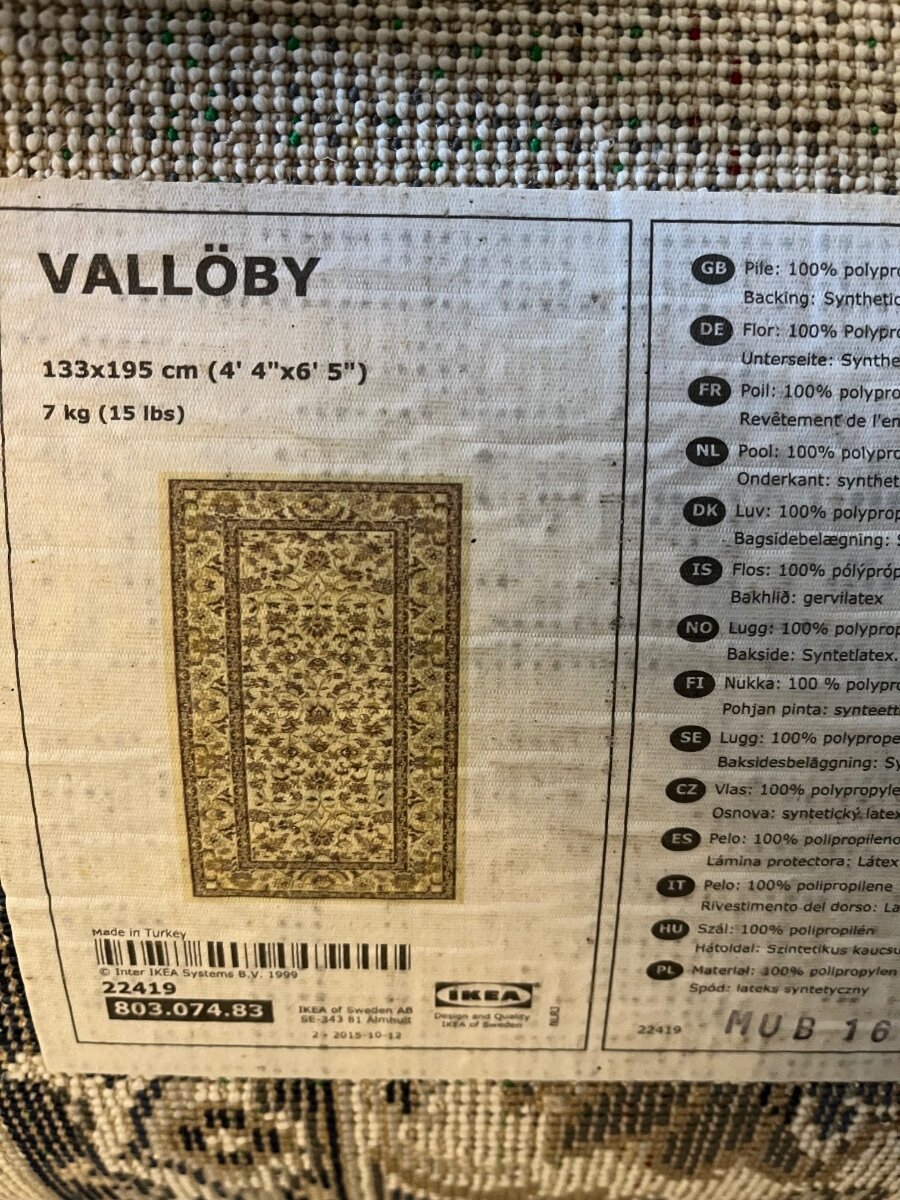 VALLÖBY
133x195 cm (4' 4"x6' 5")
7 kg (15 lbs)
Made in Turkey
© Inter IKEA Systems B.V. 1999
22419
803.074.83
IKEA of Sweden AB
SE-343 81 Älmhult
2 - 2015-10-12
IKEA
Design and Quality
IKEA of Sweden
GB Pile: 100% polypro
Backing: Synthetic
DE Flor: 100% Polypro
Unterseite: Synthe
FR Poil: 100% polypro
Revêtement de l'en
NL Pool: 100% polypro
Onderkant: synthet
DK Luv: 100% polyprop
Bagsidebelægning: S
IS Flos: 100% pólýpróp
Bakhlið: gervilatex
NO Lugg: 100% polyprop
Bakside: Syntetlatex.
FI Nukka: 100 % polypro
Pohjan pinta: synteett
SE Lugg: 100% polyprope
Baksidesbeläggning: Sy
CZ Vlas: 100% polypropyle
Osnova: syntetický latex
ES Pelo: 100% polipropileno
Lámina protectora: Látex
IT Pelo: 100% polipropilene
Rivestimento del dorso: La
HU Szál: 100% polipropilén
Hátoldal: Szintetikus kaucsu
PL Materiał: 100% polipropylen
Spód: lateks syntetyczny
22419 MUB 16